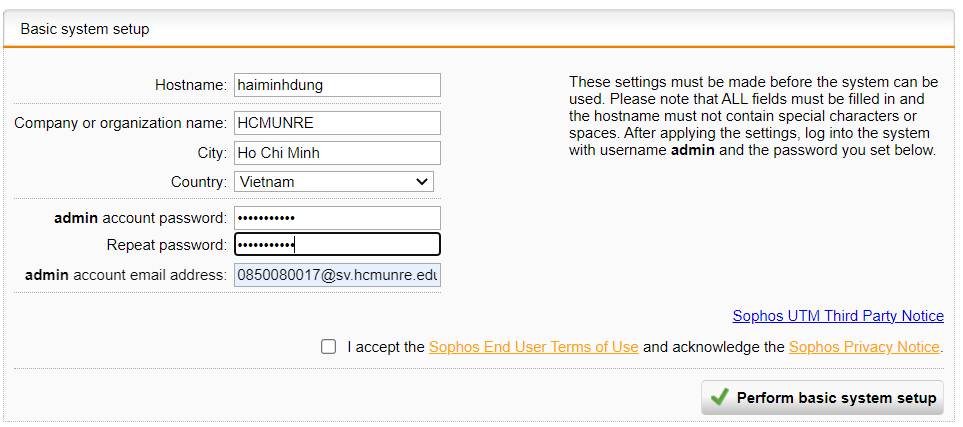 Basic system setup
Hostname: haiminhdung
Company or organization name: HCMUNRE
City: Ho Chi Minh
Country: Vietnam
admin account password: •••••••••••
Repeat password: •••••••••••
admin account email address: 0850080017@sv.hcmunre.edu
These settings must be made before the system can be
used. Please note that ALL fields must be filled in and
the hostname must not contain special characters or
spaces. After applying the settings, log into the system
with username admin and the password you set below.
Sophos UTM Third Party Notice
I accept the Sophos End User Terms of Use and acknowledge the Sophos Privacy Notice.
Perform basic system setup